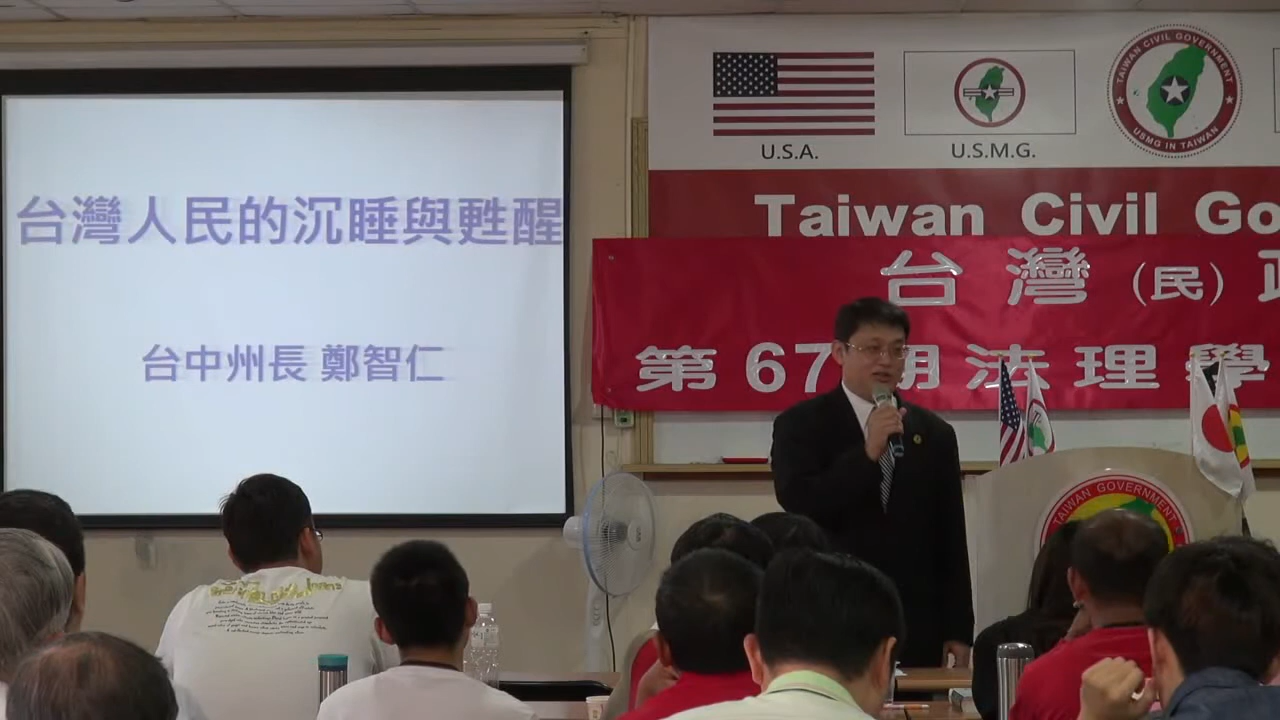 台灣人民的沉睡與甦醒
台中州長 鄭智仁
U.S.A.
U.S.M.G.
TAIWAN CIVIL GOVERNMENT
USMG IN TAIWAN
Taiwan Civil Go
台灣（民）政
第67期法理學
TAIWAN GOVERNMENT